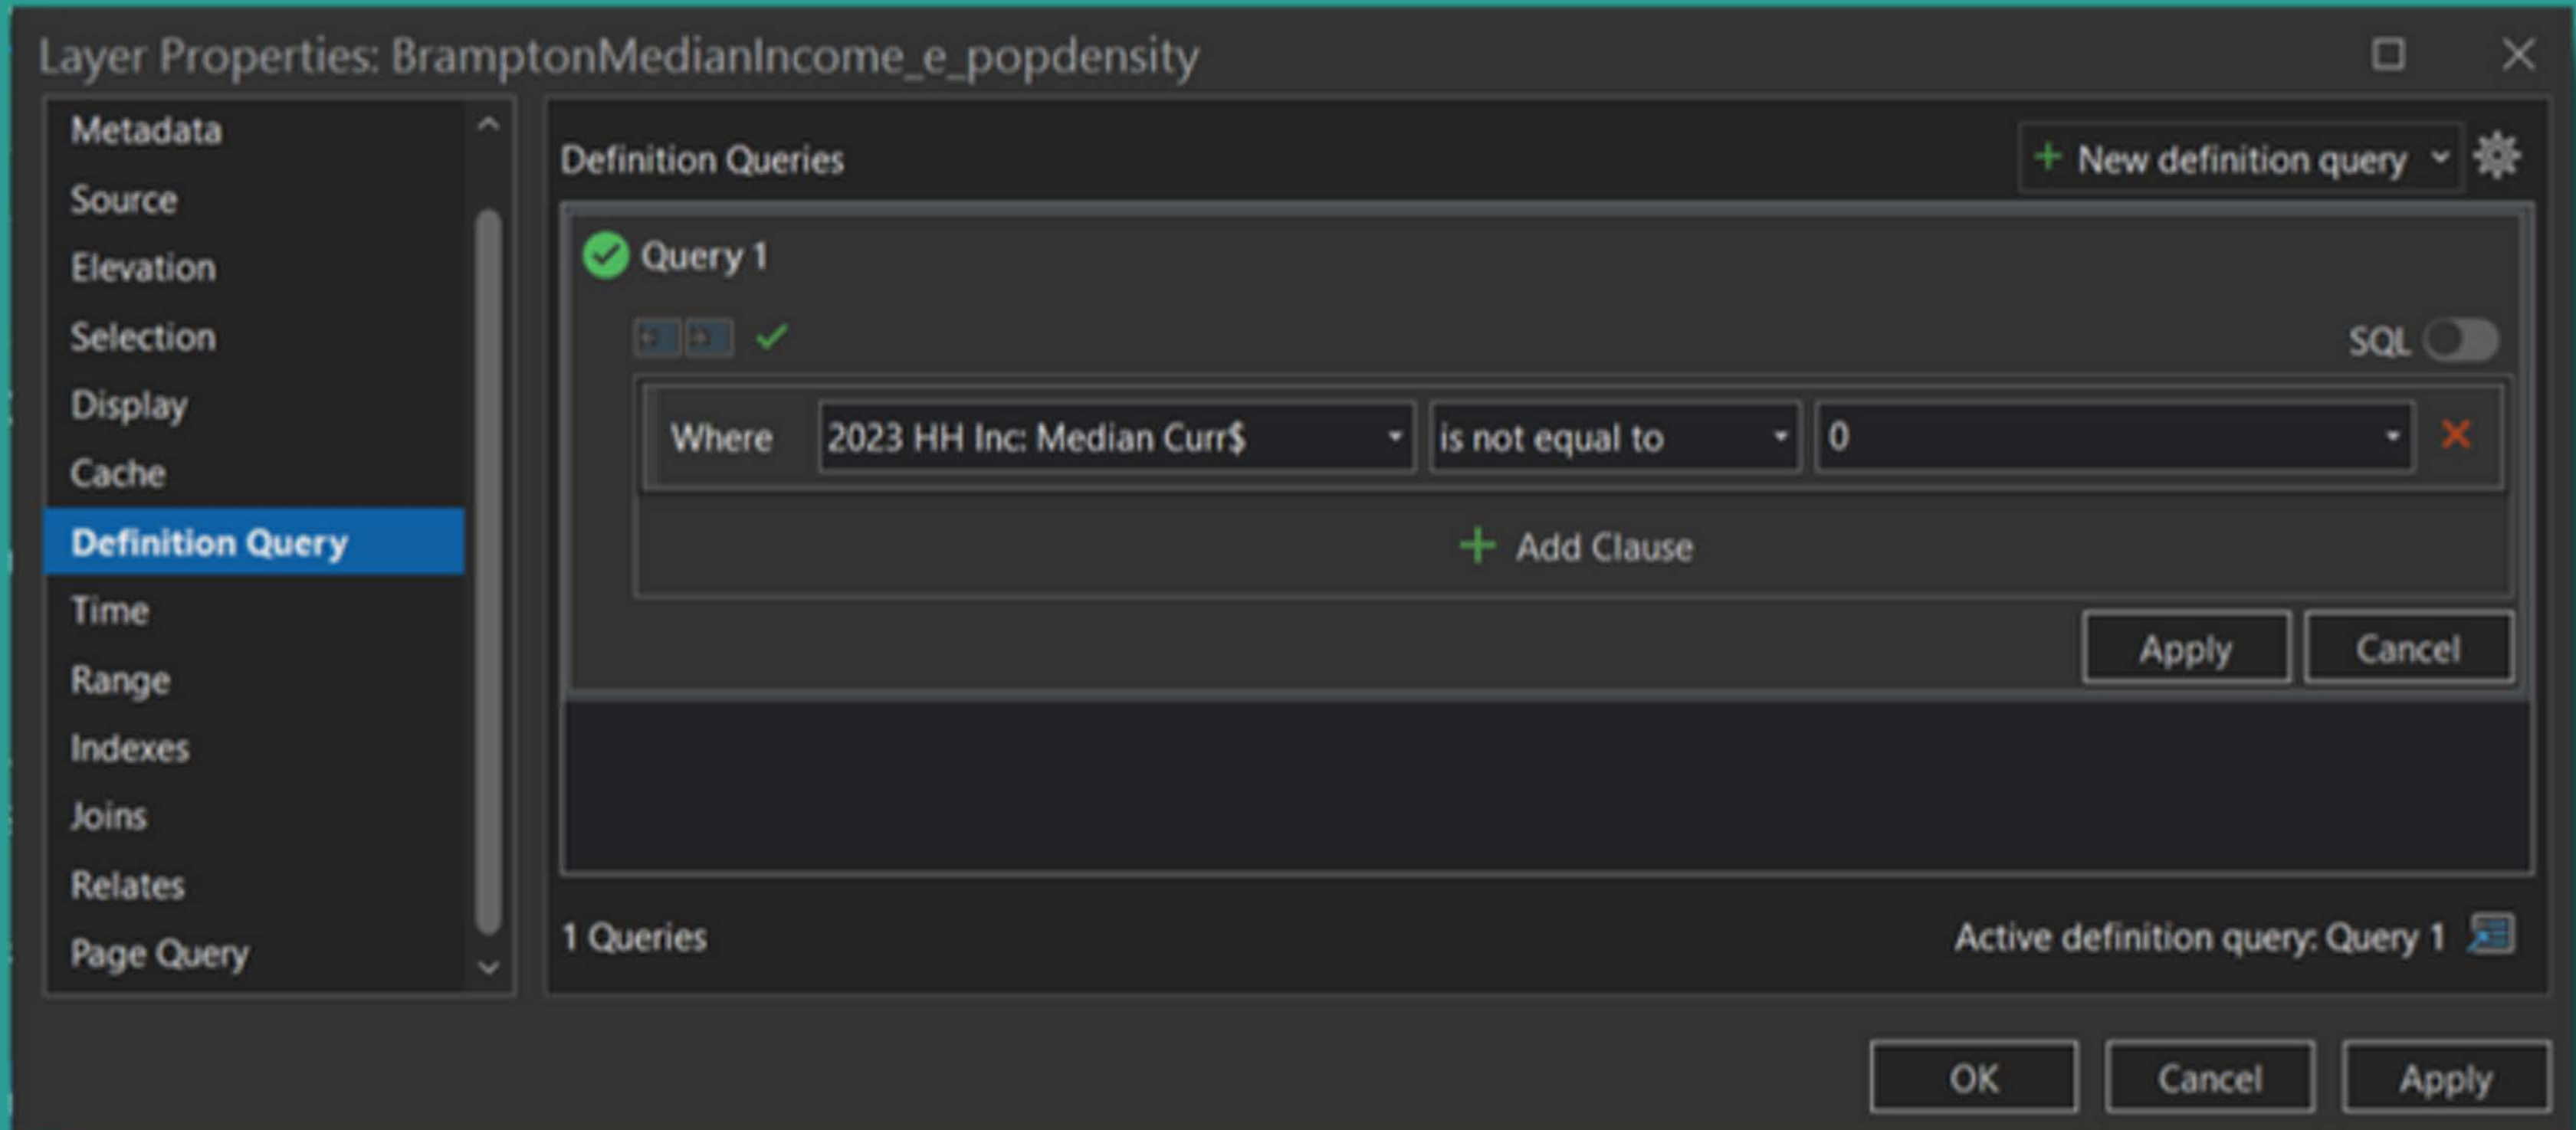 Layer Properties: BramptonMedianIncome_e_popdensity
Metadata
Source
Elevation
Selection
Display
Cache
Definition Query
Time
Range
Indexes
Joins
Relates
Page Query
Definition Queries
+ New definition query
Query 1
SQL
Where 2023 HH Inc: Median Curr$ is not equal to 0
+ Add Clause
Apply Cancel
1 Queries Active definition query: Query 1
OK Cancel Apply